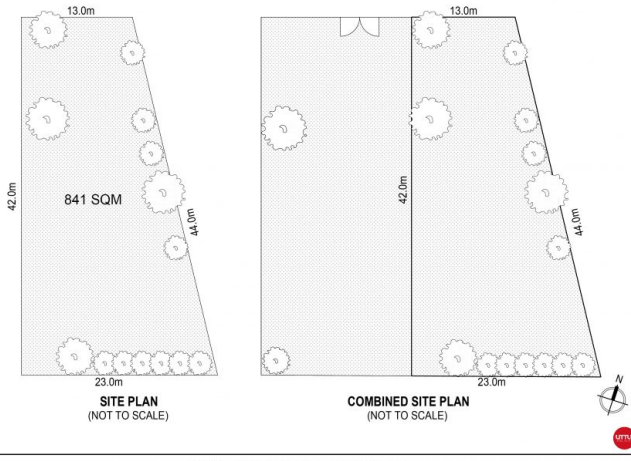 13.0m
42.0m
841 SQM
44.0m
23.0m
SITE PLAN
(NOT TO SCALE)
13.0m
42.0m
44.0m
23.0m
COMBINED SITE PLAN
(NOT TO SCALE)
N